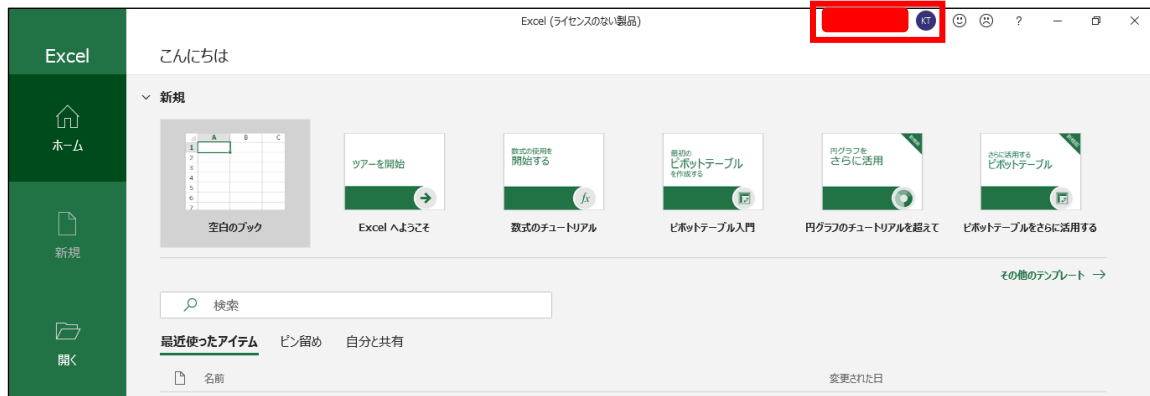 Excel (ライセンスのない製品)
KT
?
Excel
こんにちは
新規
ホーム
新規
開く
A B C
1
2
3
4
5
6
7
空白のブック
ツアーを開始
Excel へようこそ
数式の使用を
開始する
fx
数式のチュートリアル
最初の
ピボットテーブル
を作成する
ピボットテーブル入門
円グラフを
さらに活用
円グラフのチュートリアルを超えて
さらに活用する
ピボットテーブル
ピボットテーブルをさらに活用する
その他のテンプレート →
検索
最近使ったアイテム ピン留め 自分と共有
名前 変更された日